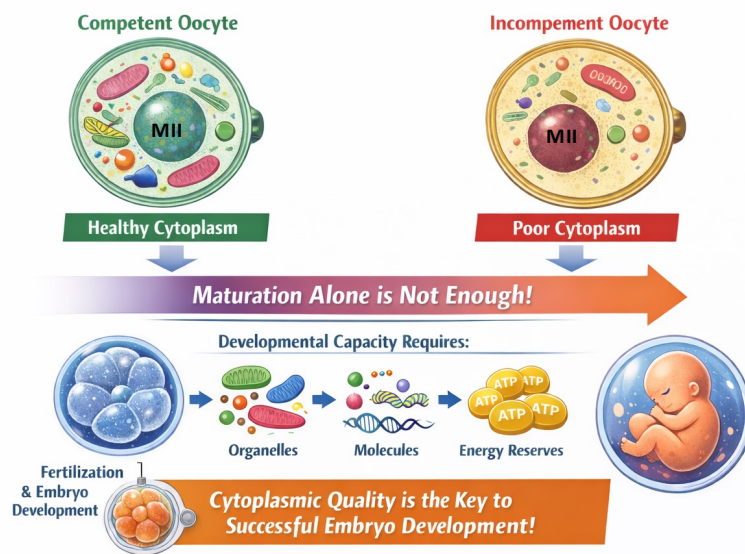 Competent Oocyte
Incompement Oocyte
MII
MII
Healthy Cytoplasm
Poor Cytoplasm
Maturation Alone is Not Enough!
Developmental Capacity Requires:
ATP
ATP
ATP
ATP
ATP
Organelles
Molecules
Energy Reserves
Fertilization
& Embryo
Development
Cytoplasmic Quality is the Key to
Successful Embryo Development!